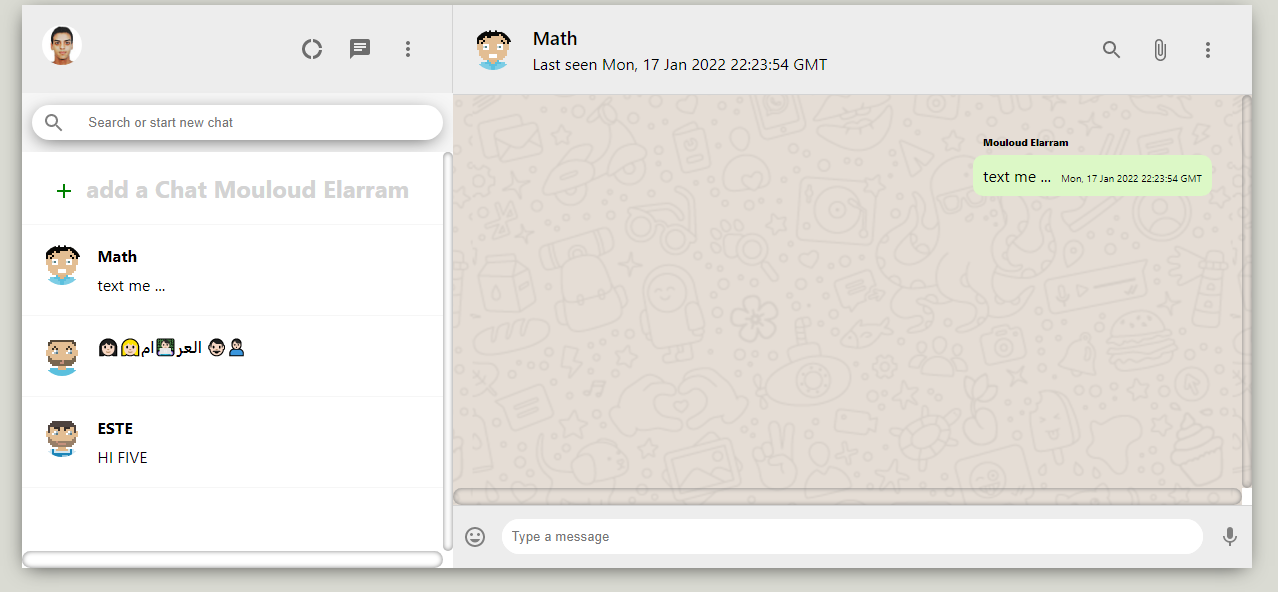 Search or start new chat
add a Chat Mouloud Elarram
Math
text me ...
👩🏻👱🏼‍♀️ام👨🏻‍🏫العر 🧔🏻👨🏻‍💼
ESTE
HI FIVE
Math
Last seen Mon, 17 Jan 2022 22:23:54 GMT
Mouloud Elarram
text me ... Mon, 17 Jan 2022 22:23:54 GMT
Type a message